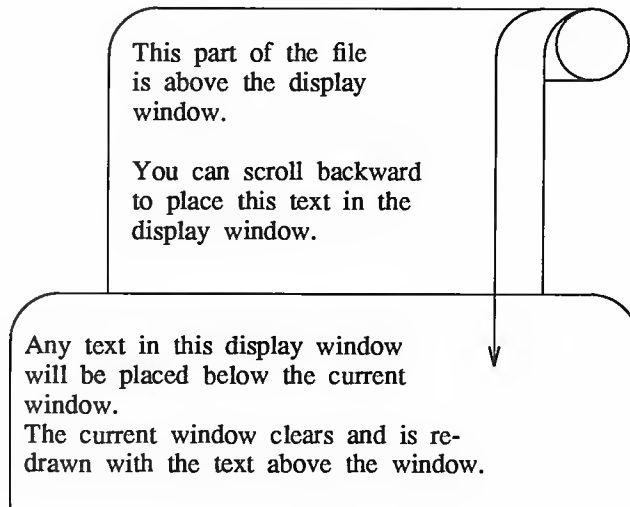 This part of the file
is above the display
window.
You can scroll backward
to place this text in the
display window.
Any text in this display window
will be placed below the current
window.
The current window clears and is re-
drawn with the text above the window.